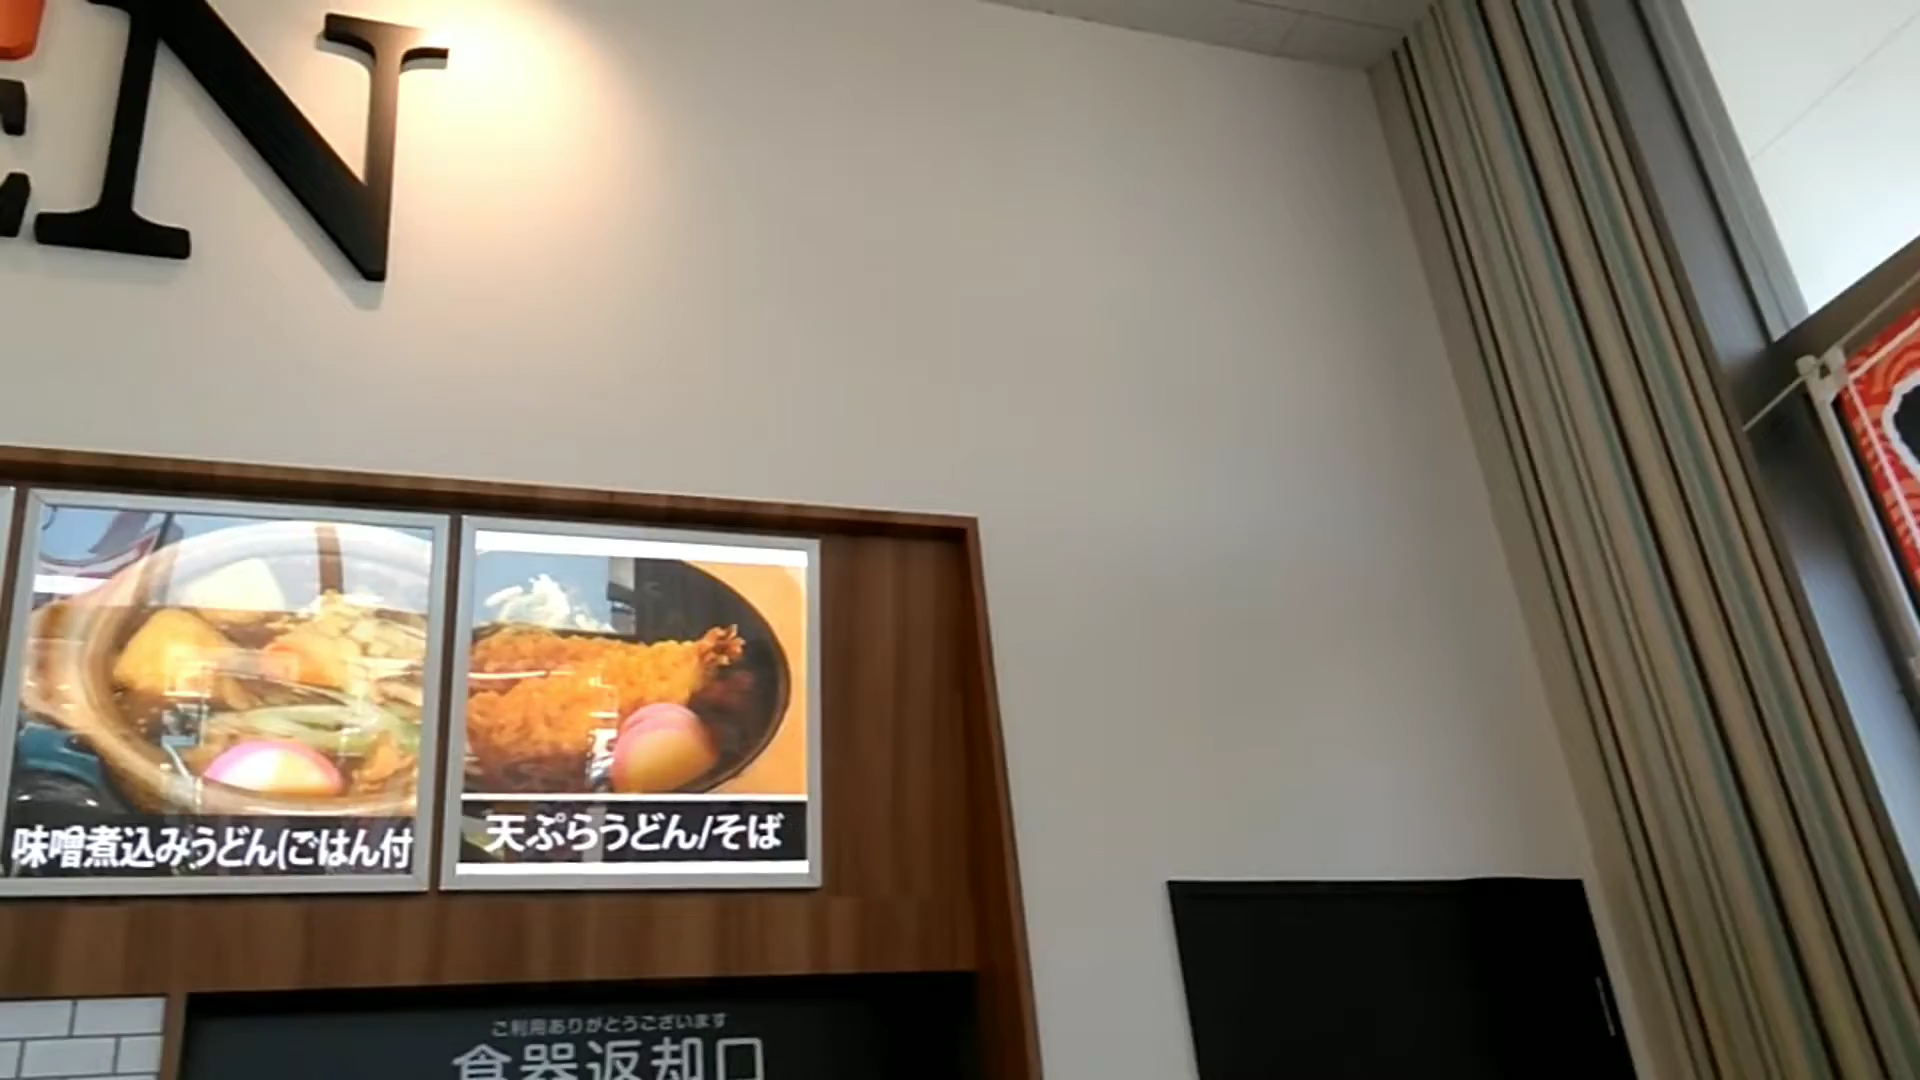 EN
味噌煮込みうどん(ごはん付
天ぷらうどん/そば
ご利用ありがとうございます
食器返却口